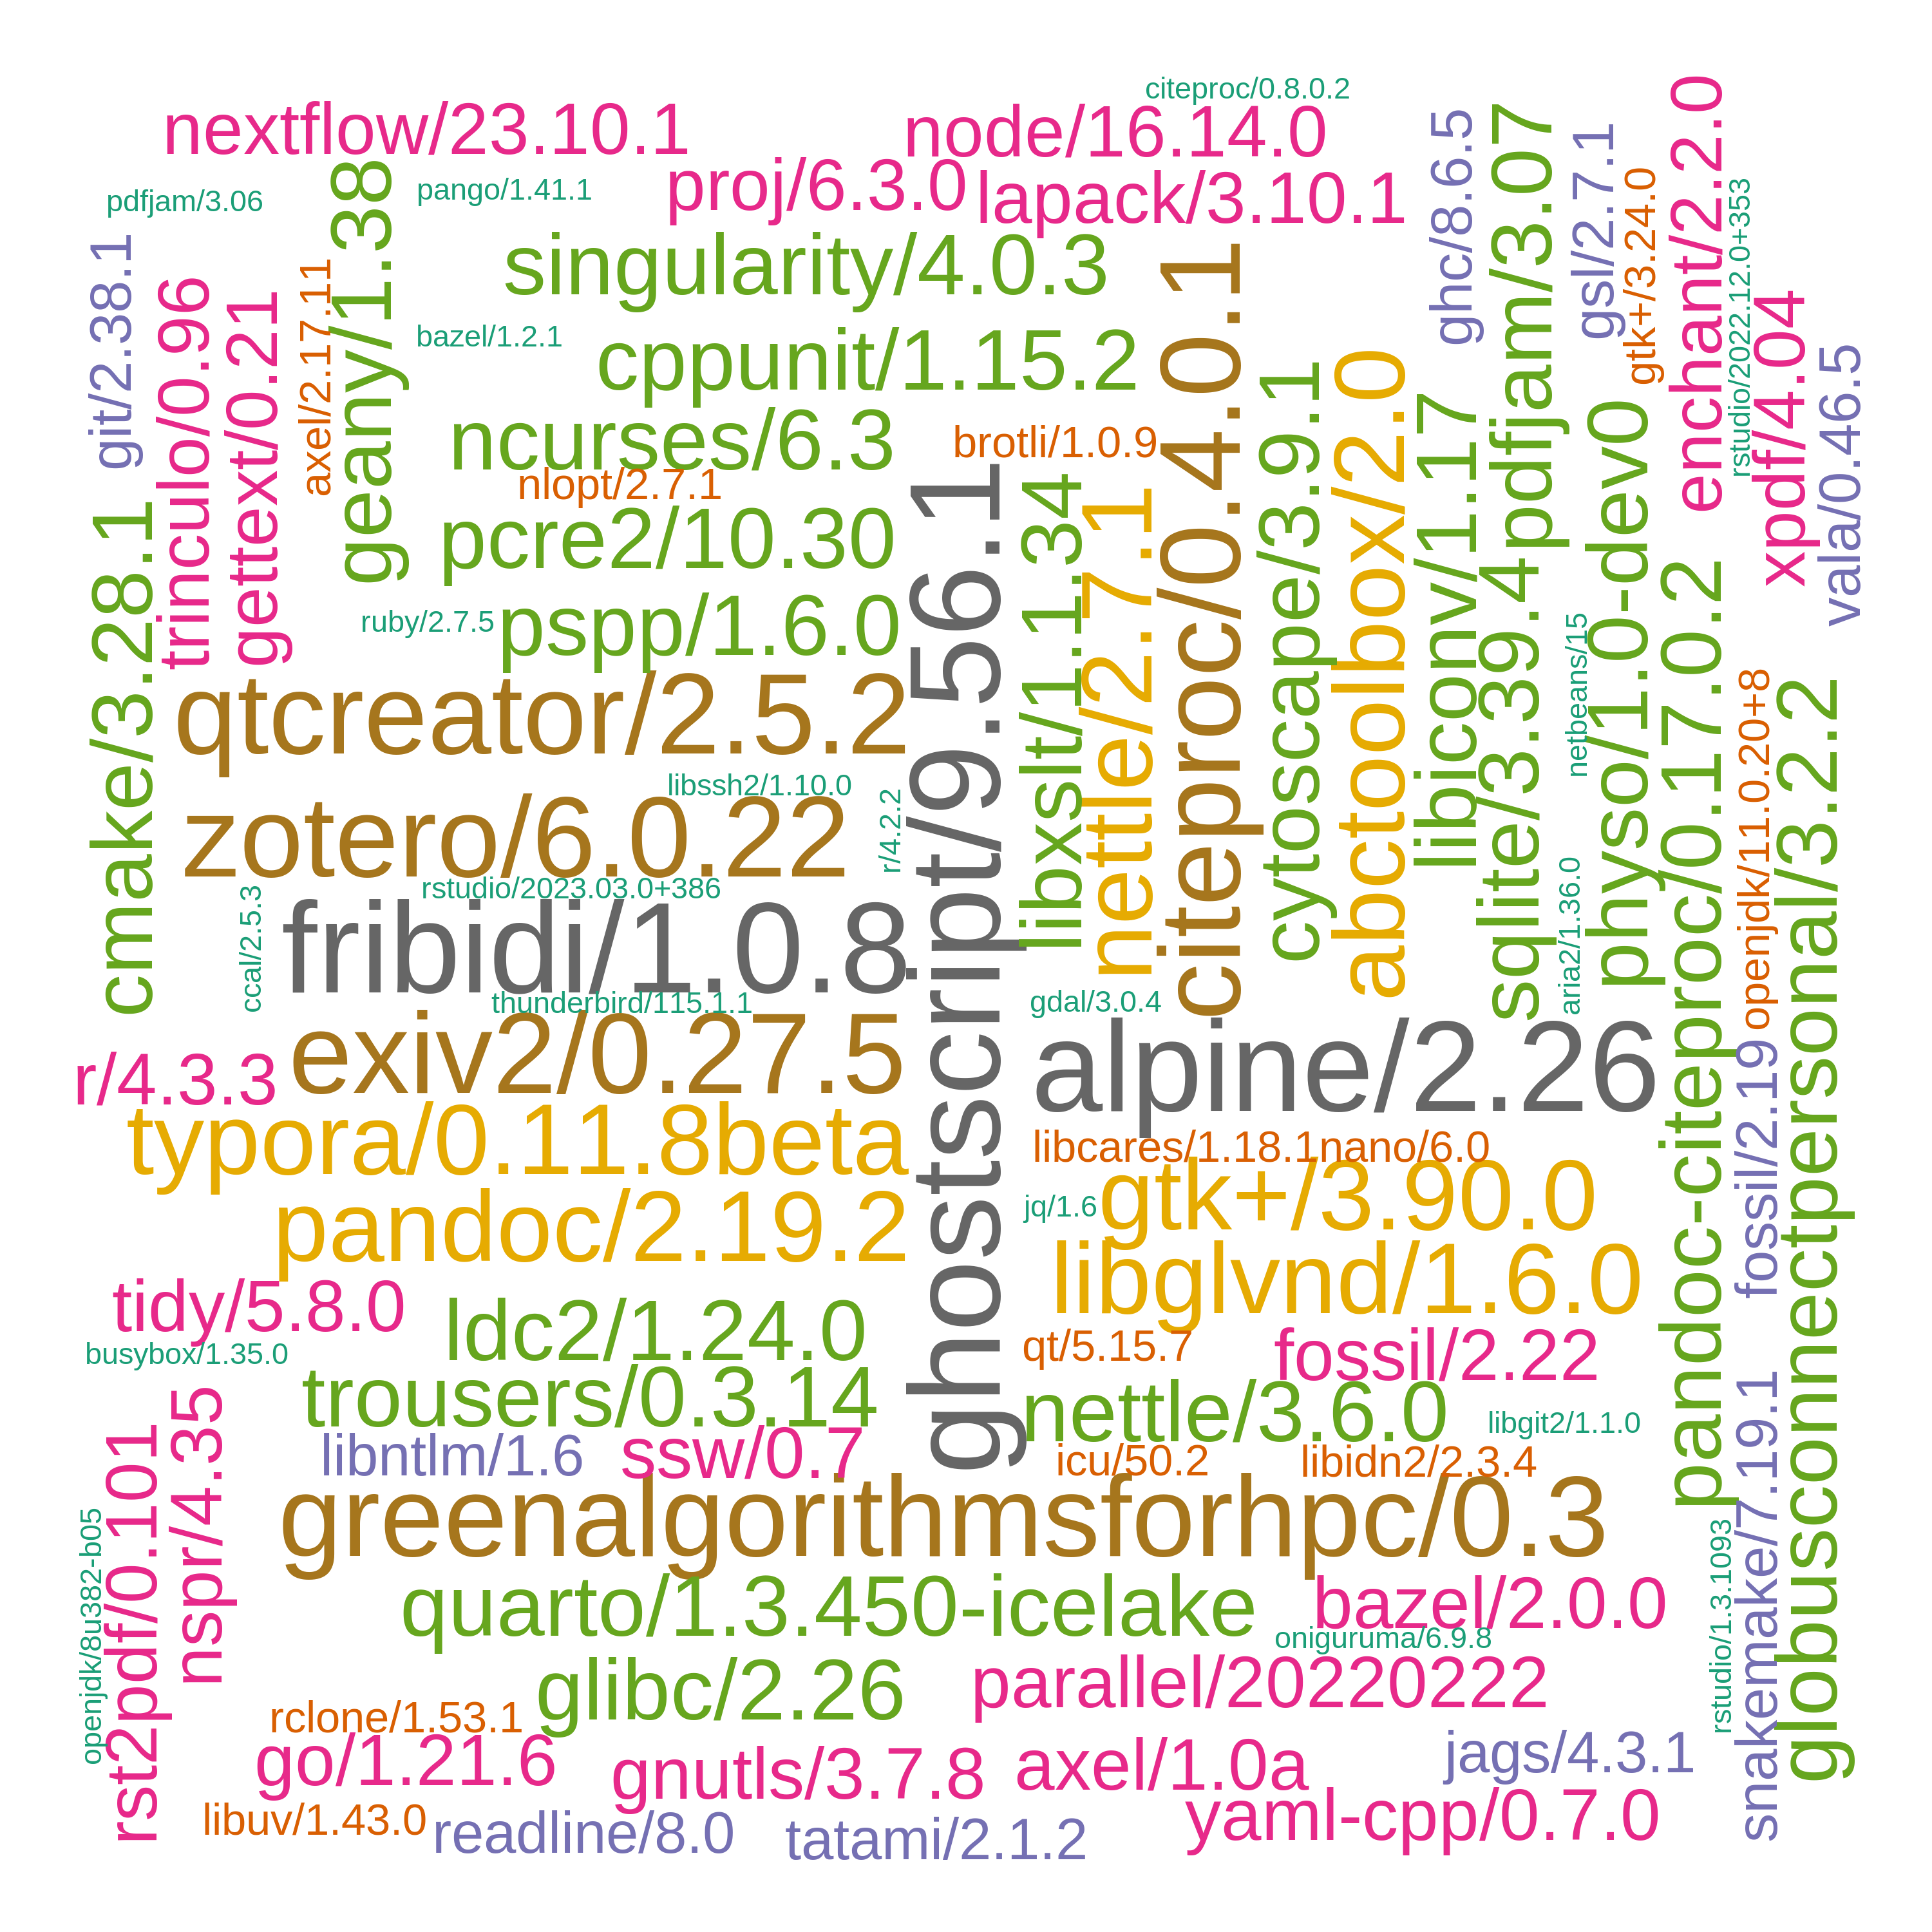 citeproc/0.8.0.2
nextflow/23.10.1
node/16.14.0
proj/6.3.0
lapack/3.10.1
pdfjam/3.06
pango/1.41.1
singularity/4.0.3
bazel/1.2.1
cppunit/1.15.2
ncurses/6.3
brotli/1.0.9
nlopt/2.7.1
pcre2/10.30
ruby/2.7.5
pspp/1.6.0
git/2.38.1
trinculo/0.96
gettext/0.21
axel/2.17.11
geany/1.38
cmake/3.28.1
ghostscript/9.56.1
libxslt/1.1.34
nettle/2.7.1
citeproc/0.4.0.1
cytoscape/3.9.1
abctoolbox/2.0
libiconv/1.17
ghc/8.6.5
pdfjam/3.07
sqlite/3.39.4
gsl/2.7.1
gtk+/3.24.0
enchant/2.2.0
rstudio/2022.12.0+353
xpdf/4.04
vala/0.46.5
physo/1.0-dev0
netbeans/15
aria2/1.36.0
pandoc-citeproc/0.17.0.2
openjdk/11.0.20+8
globusconnectpersonal/3.2.2
qtcreator/2.5.2
libssh2/1.10.0
r/4.2.2
zotero/6.0.22
rstudio/2023.03.0+386
ccal/2.5.3
fribidi/1.0.8
thunderbird/115.1.1
gdal/3.0.4
exiv2/0.27.5
r/4.3.3
alpine/2.26
typora/0.11.8beta
libcares/1.18.1
nano/6.0
jq/1.6
gtk+/3.90.0
pandoc/2.19.2
libglvnd/1.6.0
fossil/2.19
tidy/5.8.0
ldc2/1.24.0
qt/5.15.7
fossil/2.22
busybox/1.35.0
trousers/0.3.14
nettle/3.6.0
libgit2/1.1.0
libntlm/1.6
ssw/0.7
icu/50.2
libidn2/2.3.4
greenalgorithmsforhpc/0.3
openjdk/8u382-b05
rst2pdf/0.101
nspr/4.35
quarto/1.3.450-icelake
bazel/2.0.0
oniguruma/6.9.8
rstudio/1.3.1093
snakemake/7.19.1
glibc/2.26
parallel/20220222
rclone/1.53.1
go/1.21.6
gnutls/3.7.8
axel/1.0a
jags/4.3.1
libuv/1.43.0
readline/8.0
tatami/2.1.2
yaml-cpp/0.7.0